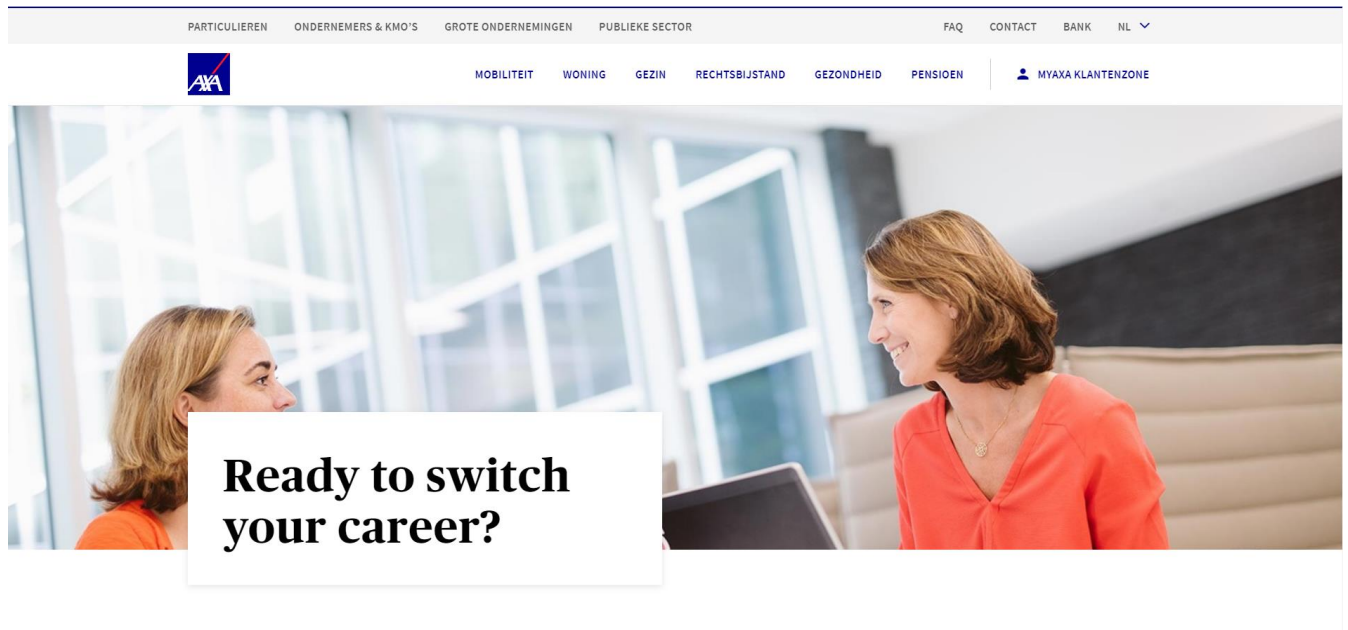 PARTICULIEREN ONDERNEMERS & KMO'S GROTE ONDERNEMINGEN PUBLIEKE SECTOR FAQ CONTACT BANK NL
AXA MOBILITEIT WONING GEZIN RECHTSBIJSTAND GEZONDHEID PENSIOEN MYAXA KLANTENZONE
Ready to switch
your career?